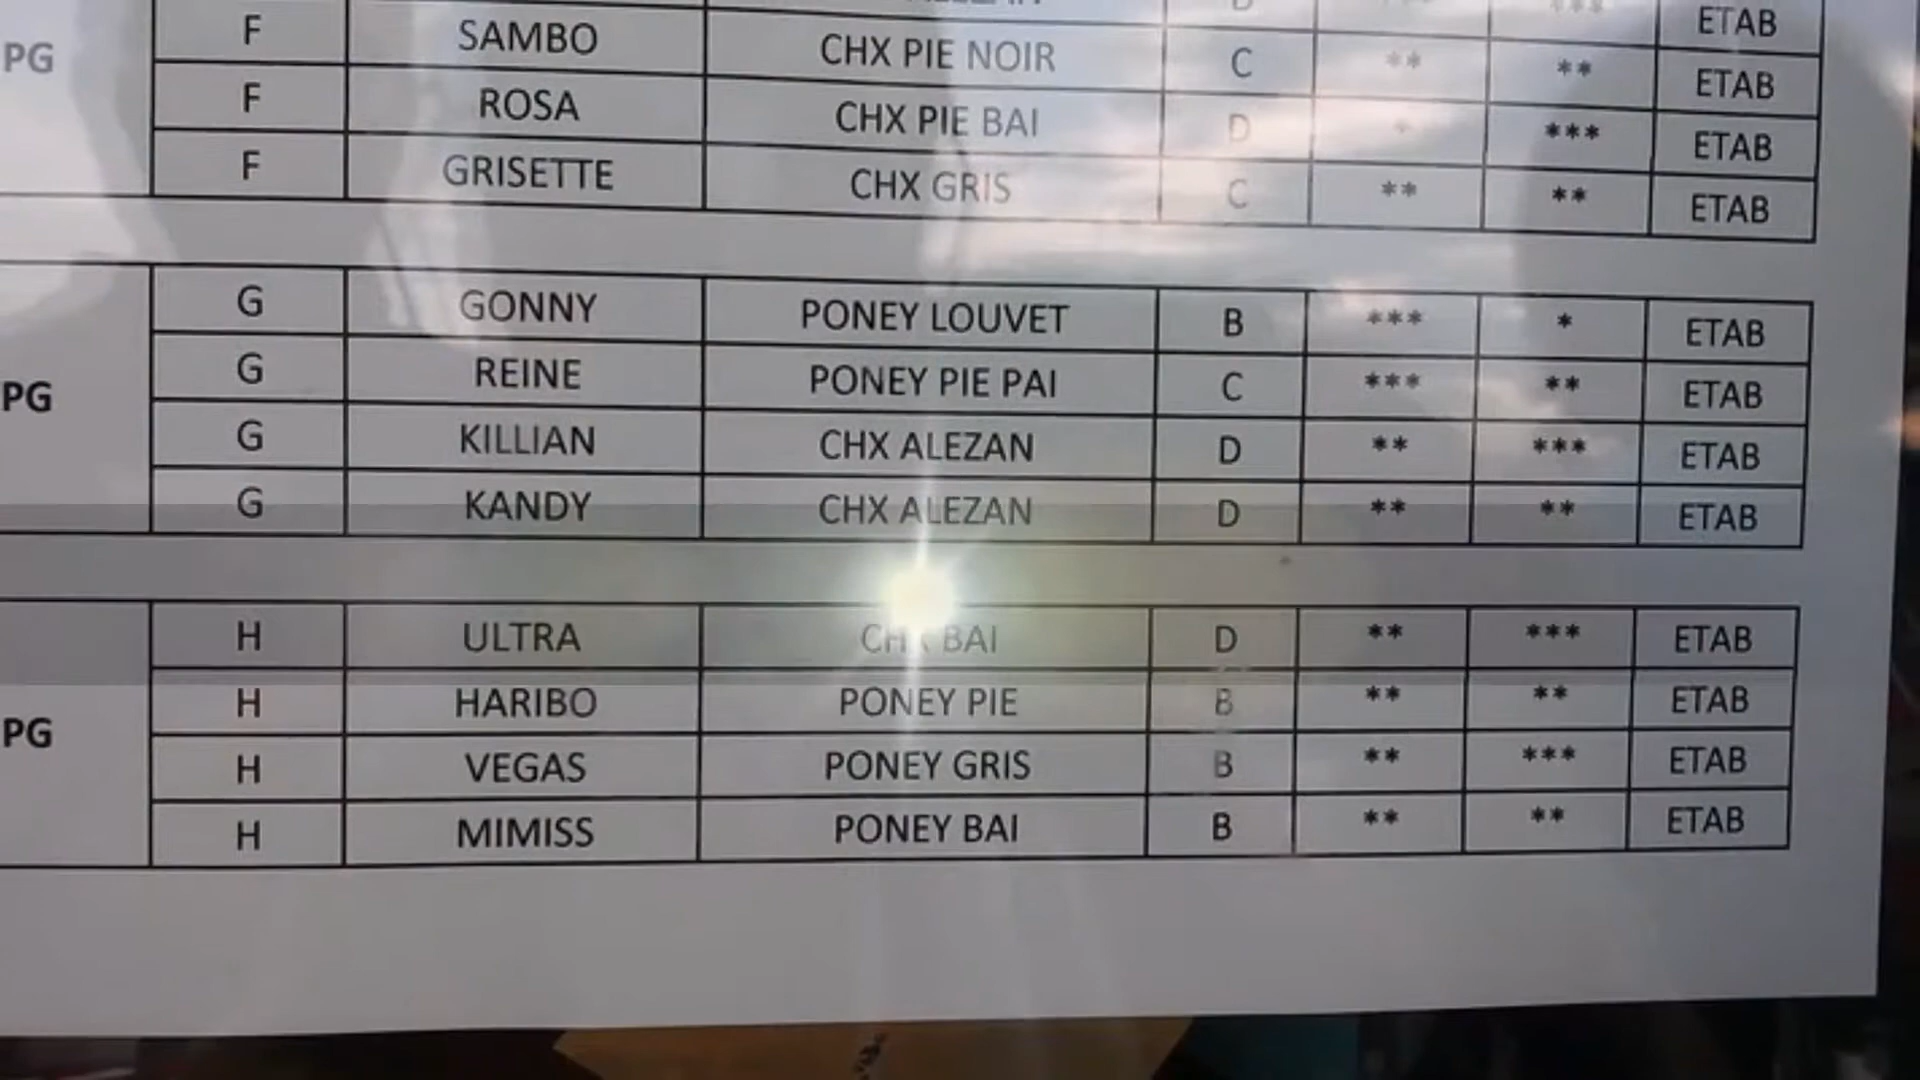 ETAB
PG
F SAMBO CHX PIE NOIR C ** ** ETAB
F ROSA CHX PIE BAI D * *** ETAB
F GRISETTE CHX GRIS C ** ** ETAB
G GONNY PONEY LOUVET B *** * ETAB
G REINE PONEY PIE PAI C *** ** ETAB
PG
G KILLIAN CHX ALEZAN D ** *** ETAB
G KANDY CHX ALEZAN D ** ** ETAB
H ULTRA CHX BAI D ** *** ETAB
H HARIBO PONEY PIE B ** ** ETAB
PG
H VEGAS PONEY GRIS B ** *** ETAB
H MIMISS PONEY BAI B ** ** ETAB